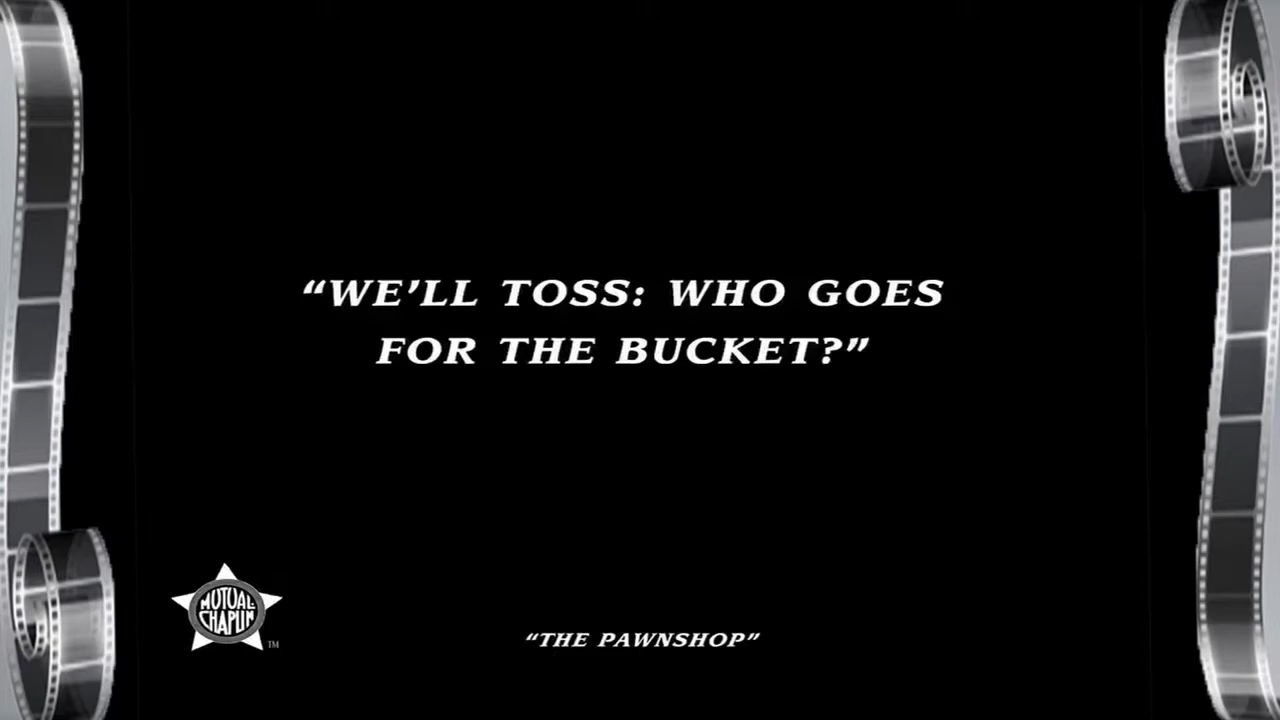 “WE’LL TOSS: WHO GOES
FOR THE BUCKET?”
MUTUAL
CHAPLIN
TM
“THE PAWNSHOP”